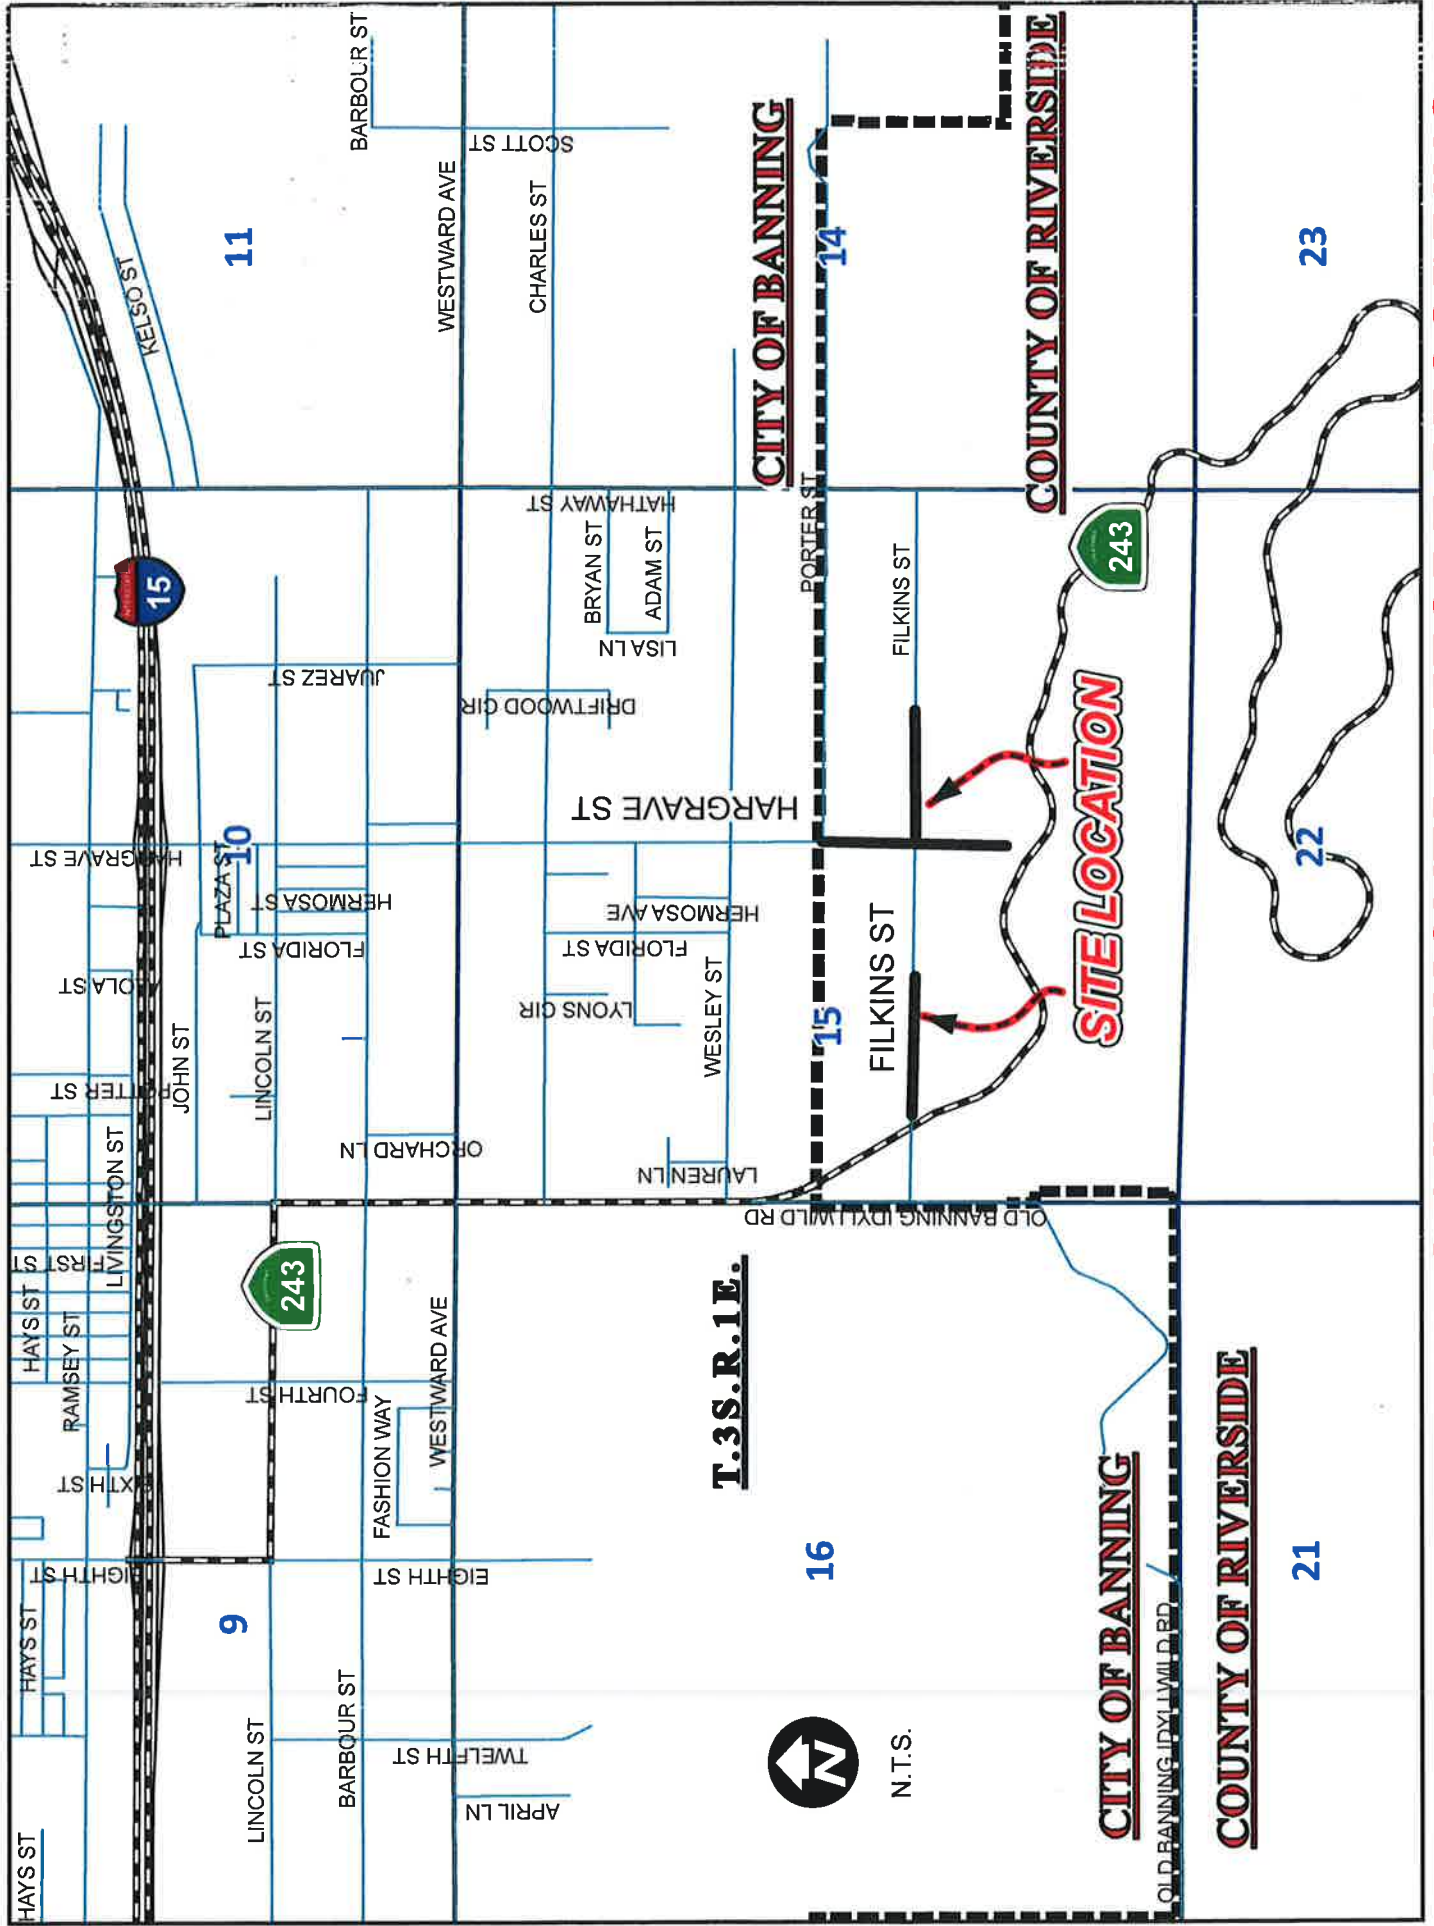 HAYS ST
HAYS ST
HAYS ST
RAMSEY ST
LIVINGSTON ST
FIRST ST
EIGHTH ST
POTTER ST
LOLA ST
HARGRAVE ST
15
KELSO ST
BARBOUR ST
9
10
11
JOHN ST
PLAZA ST
LINCOLN ST
LINCOLN ST
243
FOURTH ST
FLORIDA ST
HERMOSA ST
JUAREZ ST
BARBOUR ST
FASHION WAY
EIGHTH ST
TWELFTH ST
ORCHARD LN
WESTWARD AVE
WESTWARD AVE
SCOTT ST
APRIL LN
CHARLES ST
HATHAWAY ST
DRIFTWOOD CIR
LYONS CIR
FLORIDA ST
HERMOSA AVE
BRYAN ST
ADAM ST
LISA LN
LAUREN LN
WESLEY ST
HARGRAVE ST
T.3S.R.1E.
CITY OF BANNING
PORTER ST
14
15
16
N
N.T.S.
OLD BANNING IDYLLWILD RD
FILKINS ST
FILKINS ST
COUNTY OF RIVERSIDE
243
SITE LOCATION
CITY OF BANNING
OLD BANNING IDYLLWILD RD
COUNTY OF RIVERSIDE
21
22
23